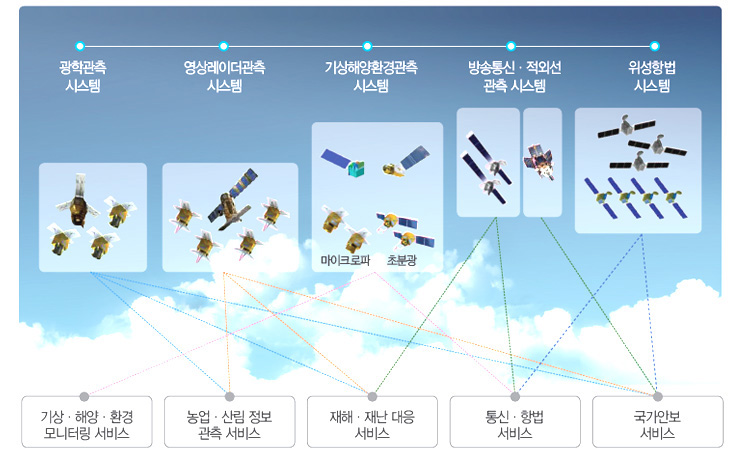 광학관측
시스템
영상레이더관측
시스템
기상해양환경관측
시스템
방송통신 · 적외선
관측 시스템
위성항법
시스템
마이크로파
초분광
기상 · 해양 · 환경
모니터링 서비스
농업 · 산림 정보
관측 서비스
재해 · 재난 대응
서비스
통신 · 항법
서비스
국가안보
서비스